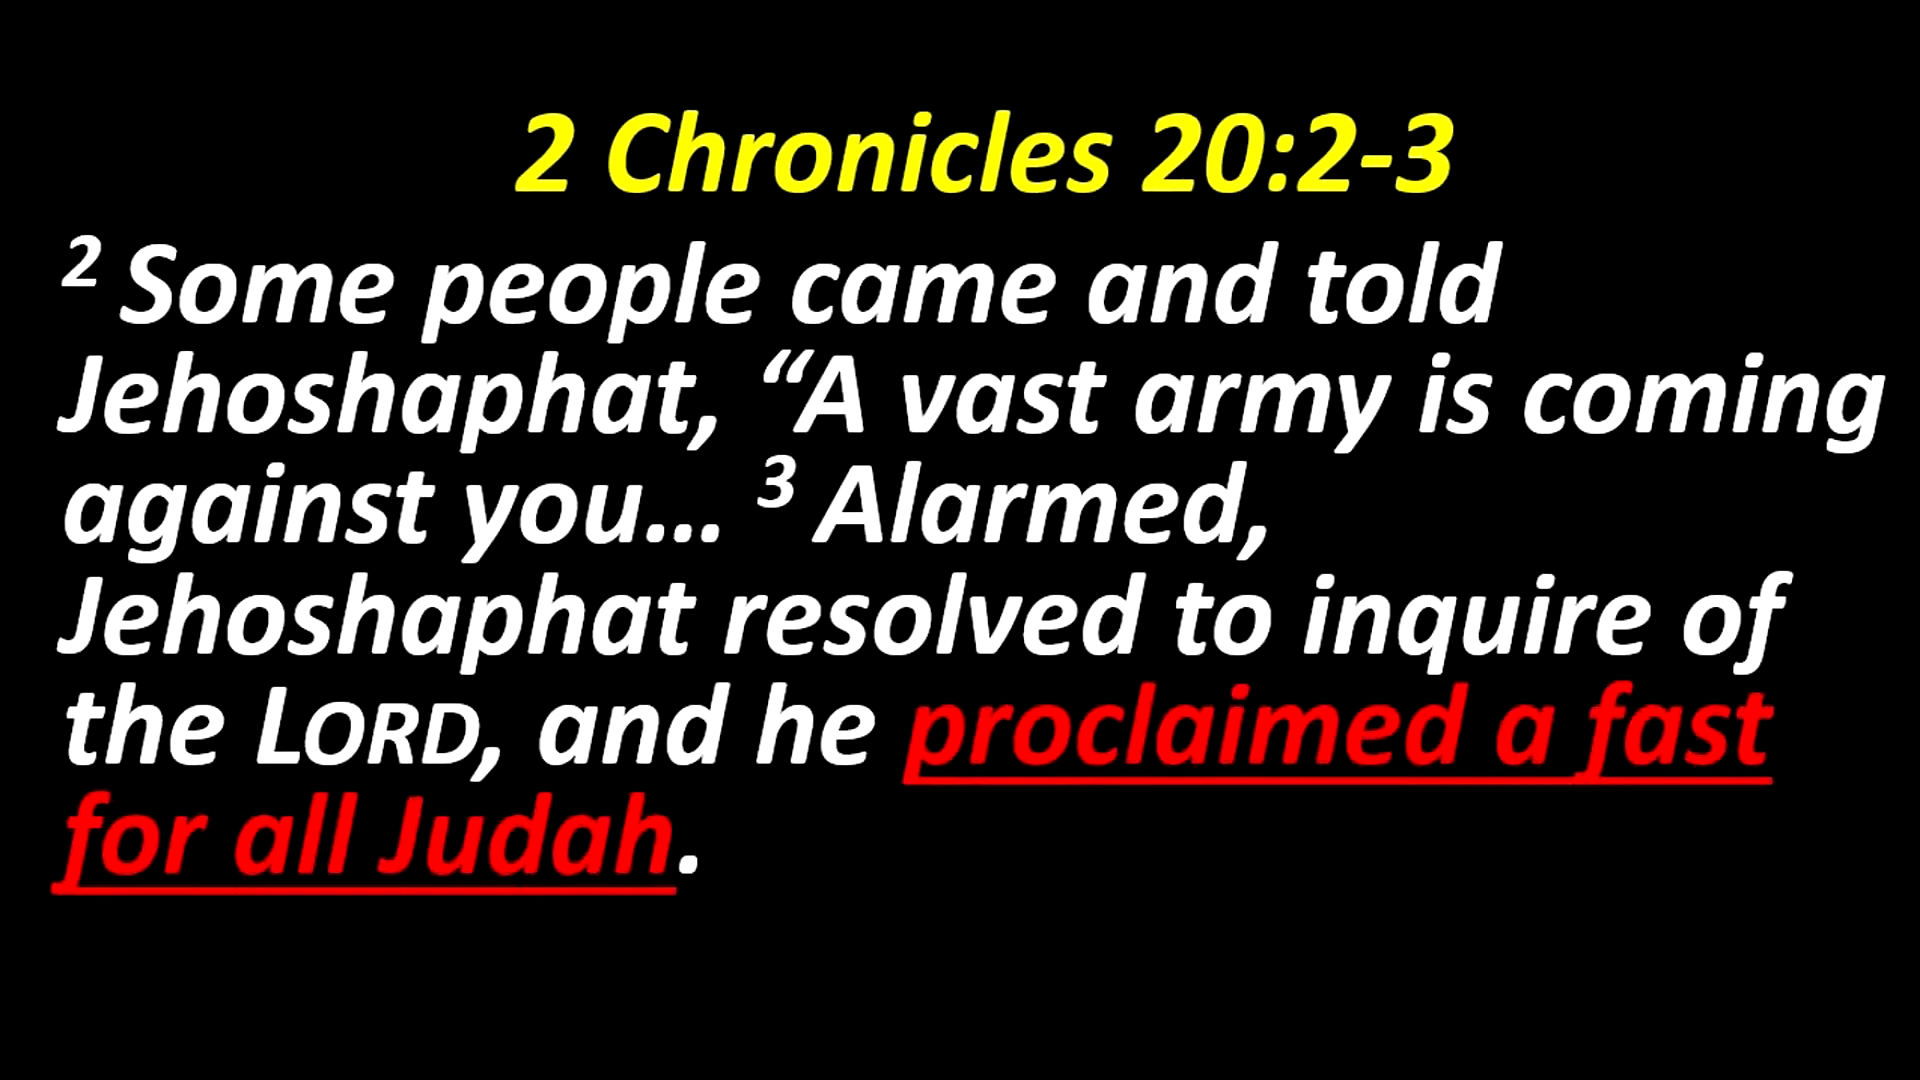 2 Chronicles 20:2-3
2 Some people came and told
Jehoshaphat, “A vast army is coming
against you… 3 Alarmed,
Jehoshaphat resolved to inquire of
the LORD, and he proclaimed a fast
for all Judah.